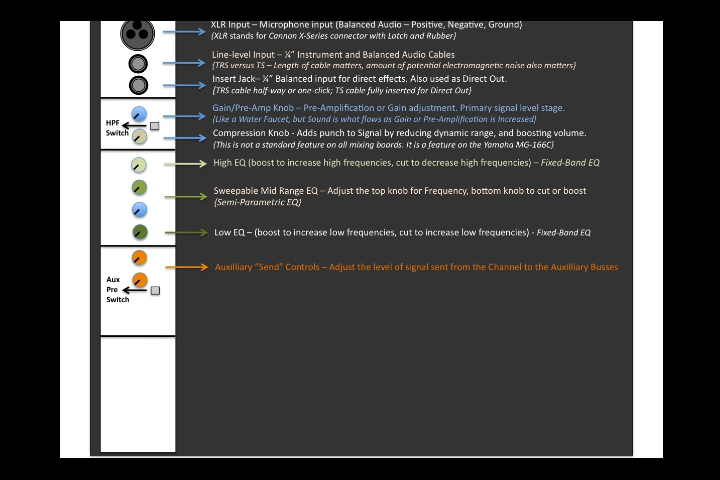 XLR Input – Microphone input (Balanced Audio – Positive, Negative, Ground)
{XLR stands for Cannon X-Series connector with Latch and Rubber}
Line-level Input – ¼” Instrument and Balanced Audio Cables
{TRS versus TS – Length of cable matters, amount of potential electromagnetic noise also matters}
Insert Jack– ¼” Balanced input for direct effects. Also used as Direct Out.
{TRS cable half-way or one-click; TS cable fully inserted for Direct Out}
Gain/Pre-Amp Knob – Pre-Amplification or Gain adjustment. Primary signal level stage.
{Like a Water Faucet, but Sound is what flows as Gain or Pre-Amplification is Increased}
HPF
Switch
Compression Knob - Adds punch to Signal by reducing dynamic range, and boosting volume.
{This is not a standard feature on all mixing boards. It is a feature on the Yamaha MG-166C}
High EQ (boost to increase high frequencies, cut to decrease high frequencies) – Fixed-Band EQ
Sweepable Mid Range EQ – Adjust the top knob for Frequency, bottom knob to cut or boost
{Semi-Parametric EQ}
Low EQ – (boost to increase low frequencies, cut to increase low frequencies) - Fixed-Band EQ
Auxilliary “Send” Controls – Adjust the level of signal sent from the Channel to the Auxilliary Busses
Aux
Pre
Switch